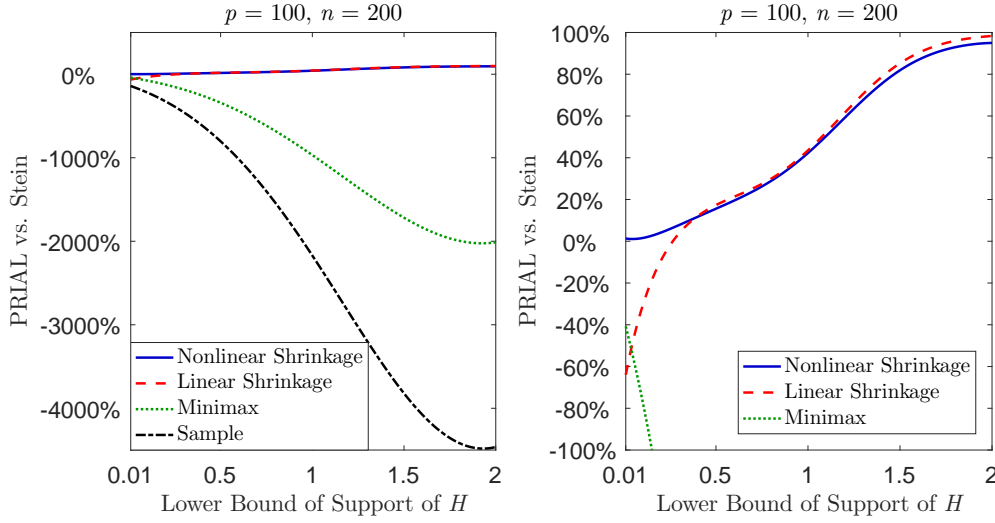 p = 100, n = 200
PRIAL vs. Stein
0%
-1000%
-2000%
-3000%
-4000%
Nonlinear Shrinkage
Linear Shrinkage
Minimax
Sample
0.01 0.5 1 1.5 2
Lower Bound of Support of H
p = 100, n = 200
PRIAL vs. Stein
100%
80%
60%
40%
20%
0%
-20%
-40%
-60%
-80%
-100%
Nonlinear Shrinkage
Linear Shrinkage
Minimax
0.01 0.5 1 1.5 2
Lower Bound of Support of H